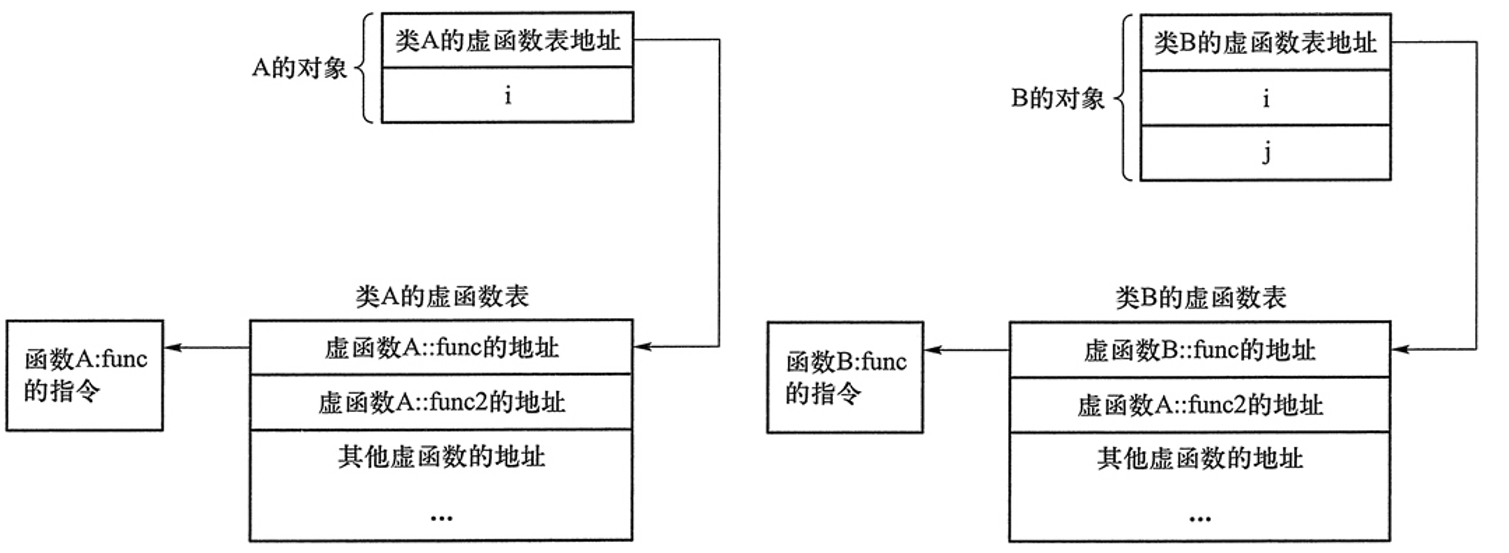 类A的虚函数表地址
A的对象
i
类B的虚函数表地址
B的对象
i
j
类A的虚函数表
函数A:func
的指令
虚函数A::func的地址
虚函数A::func2的地址
其他虚函数的地址
...
类B的虚函数表
函数B:func
的指令
虚函数B::func的地址
虚函数A::func2的地址
其他虚函数的地址
...